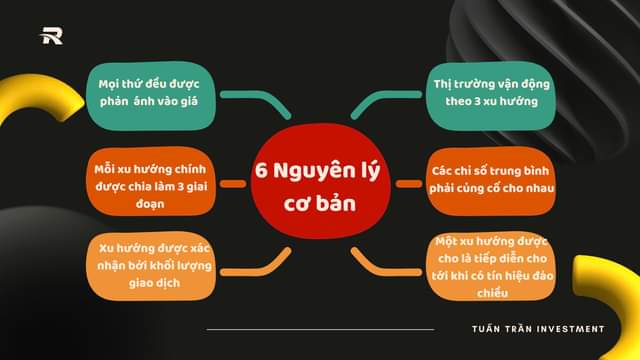 R
Mọi thứ đều được
phản ánh vào giá
Thị trường vận động
theo 3 xu hướng
Mỗi xu hướng chính
được chia làm 3 giai
đoạn
6 Nguyên lý
cơ bản
Các chỉ số trung bình
phải củng cố cho nhau
Xu hướng được xác
nhận bởi khối lượng
giao dịch
Một xu hướng được
cho là tiếp diễn cho
tới khi có tín hiệu đảo
chiều
TUẤN TRẦN INVESTMENT